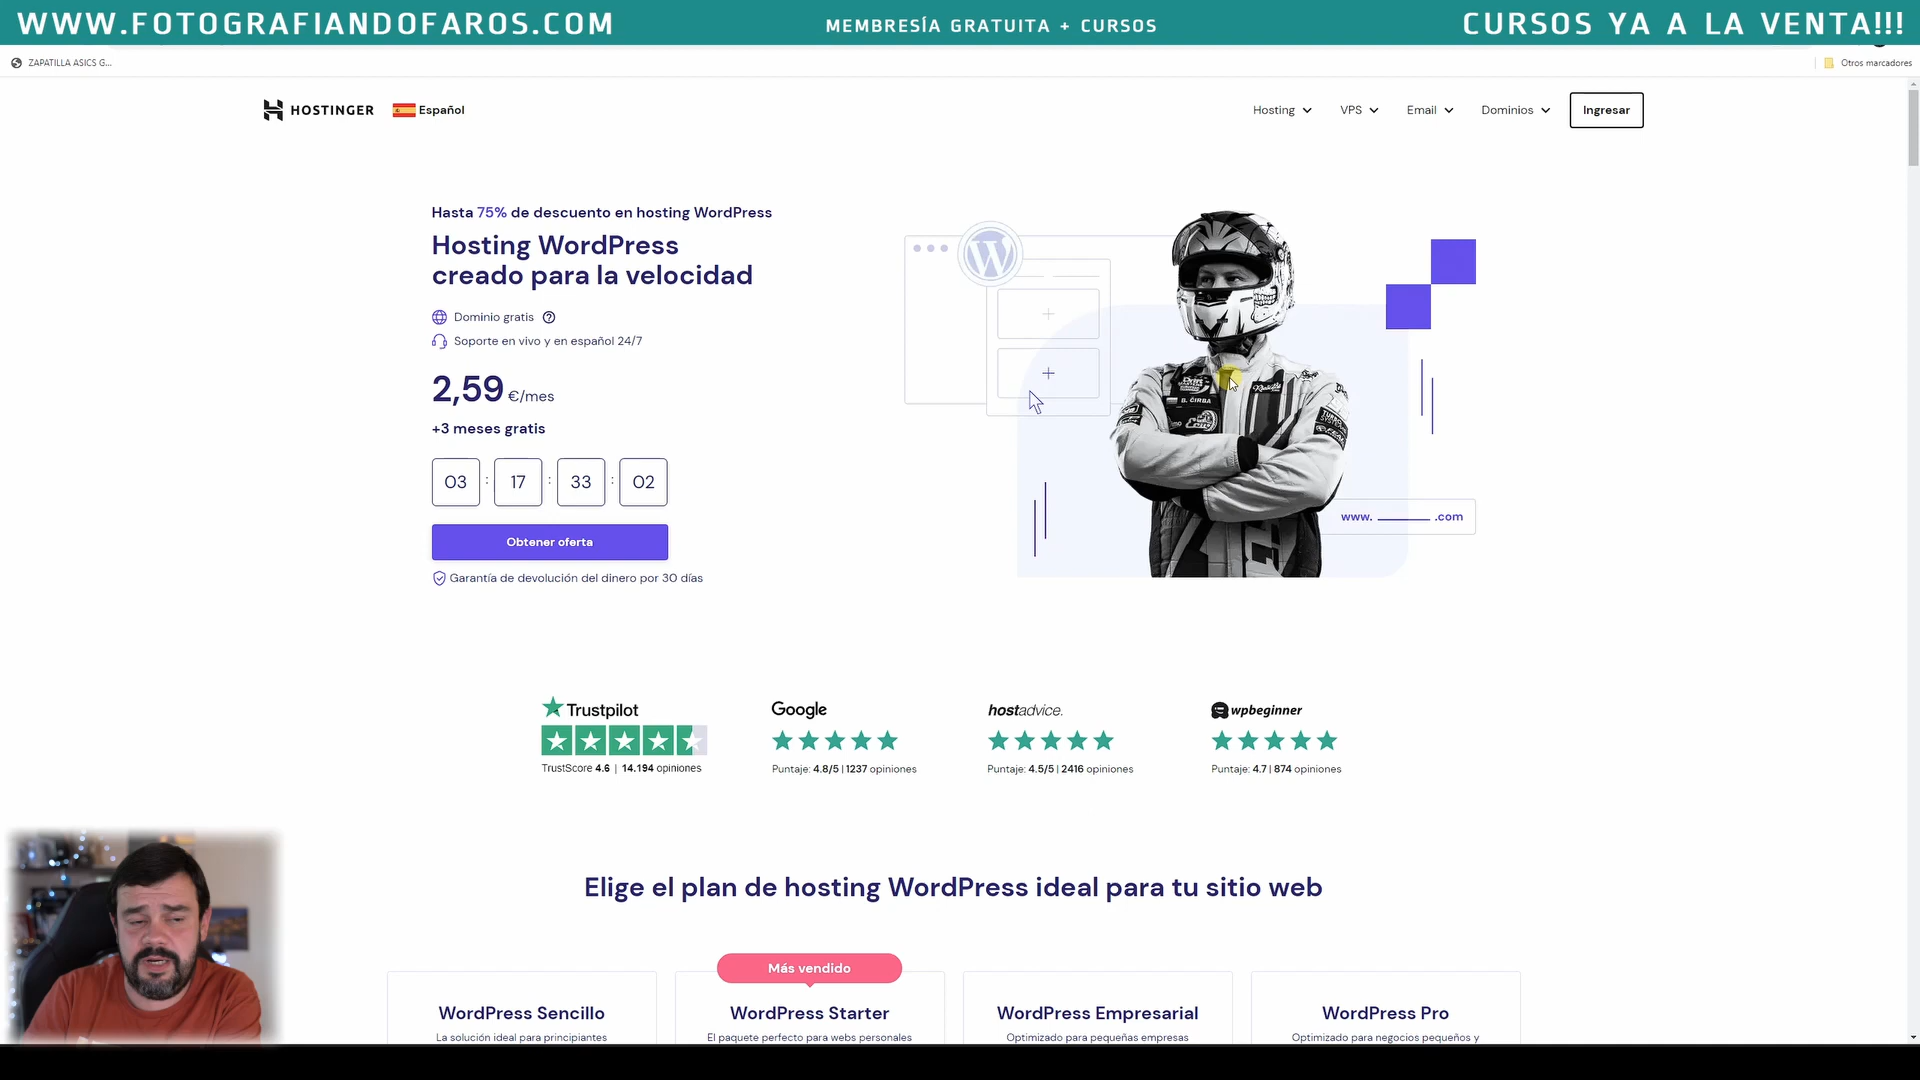 WWW.FOTOGRAFIANDOFAROS.COM
MEMBRESÍA GRATUITA + CURSOS
CURSOS YA A LA VENTA!!!
ZAPATILLA ASICS G...
Otros marcadores
HOSTINGER
Español
Hosting
VPS
Email
Dominios
Ingresar
Hasta 75% de descuento en hosting WordPress
Hosting WordPress
creado para la velocidad
Dominio gratis
Soporte en vivo y en español 24/7
2,59 €/mes
+3 meses gratis
03 : 17 : 33 : 02
Obtener oferta
Garantía de devolución del dinero por 30 días
B. ČIRBA
www. .com
Trustpilot
TrustScore 4.6 | 14.194 opiniones
Google
Puntaje: 4.8/5 | 1237 opiniones
hostadvice.
Puntaje: 4.5/5 | 2416 opiniones
wpbeginner
Puntaje: 4.7 | 874 opiniones
Elige el plan de hosting WordPress ideal para tu sitio web
WordPress Sencillo
La solución ideal para principiantes
Más vendido
WordPress Starter
El paquete perfecto para webs personales
WordPress Empresarial
Optimizado para pequeñas empresas
WordPress Pro
Optimizado para negocios pequeños y